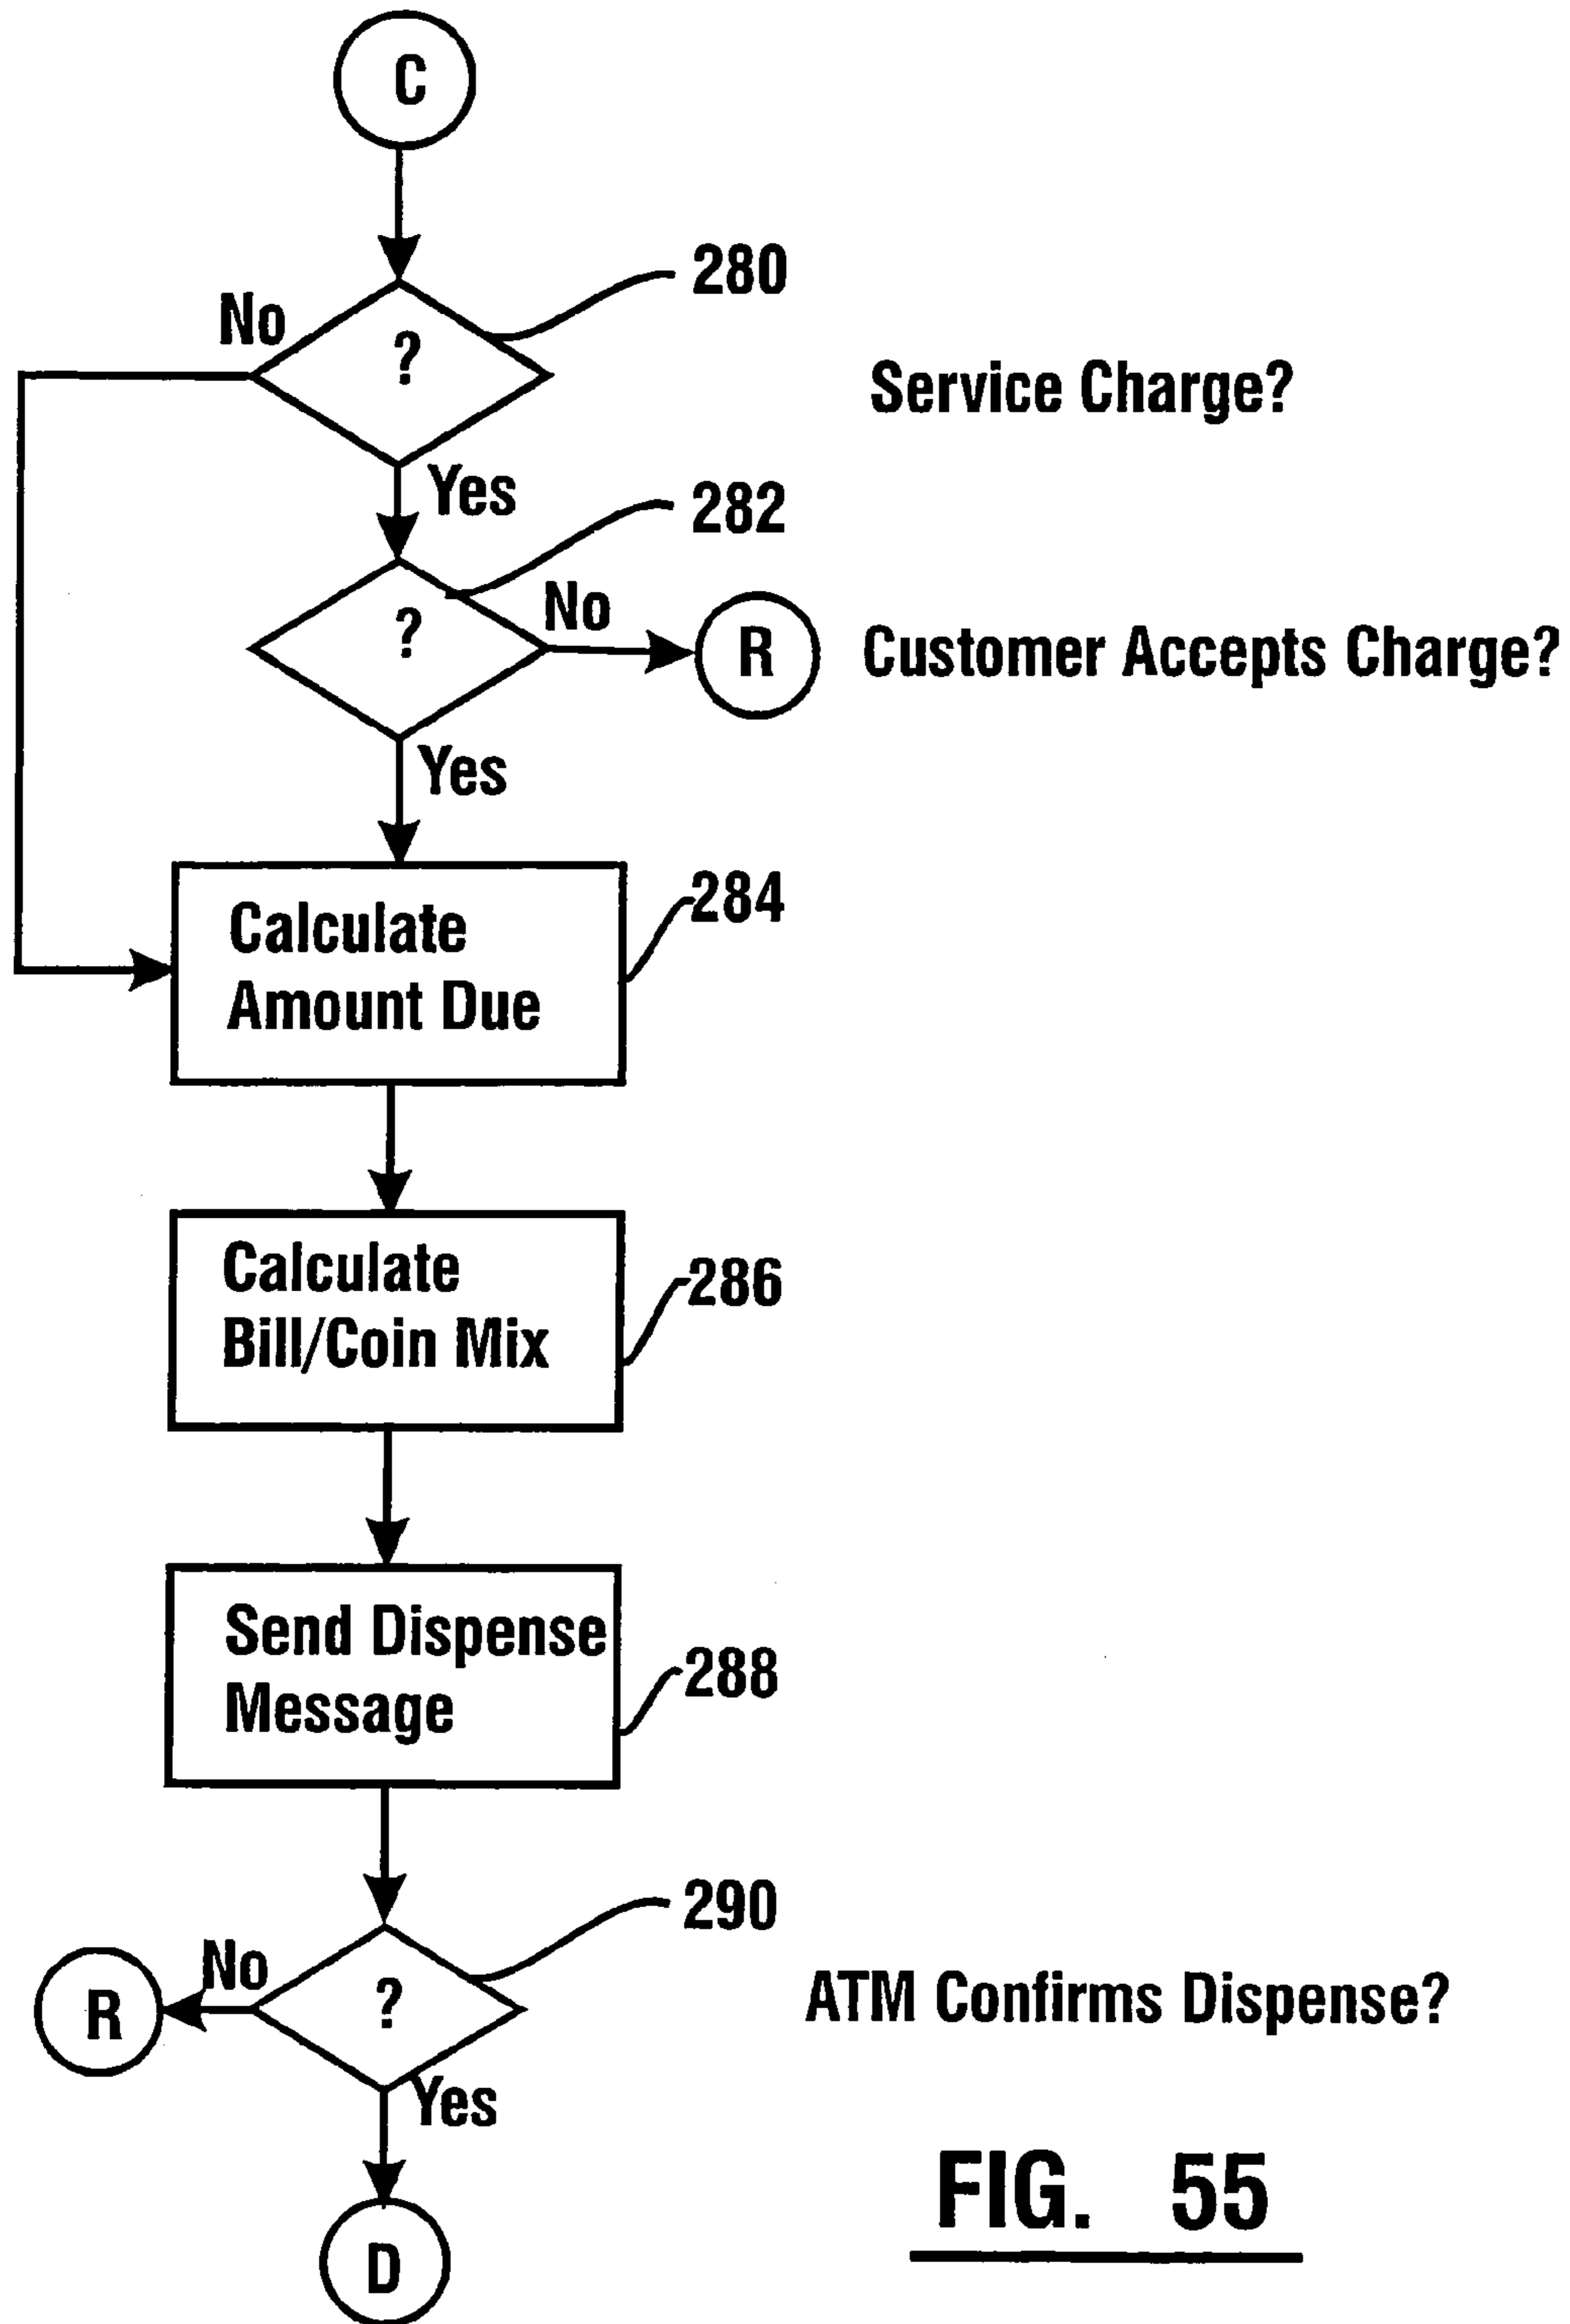 C
280
No
?
Service Charge?
Yes
282
?
No
R
Customer Accepts Charge?
Yes
284
Calculate
Amount Due
286
Calculate
Bill/Coin Mix
288
Send Dispense
Message
290
No
R
?
ATM Confirms Dispense?
Yes
D
FIG. 55